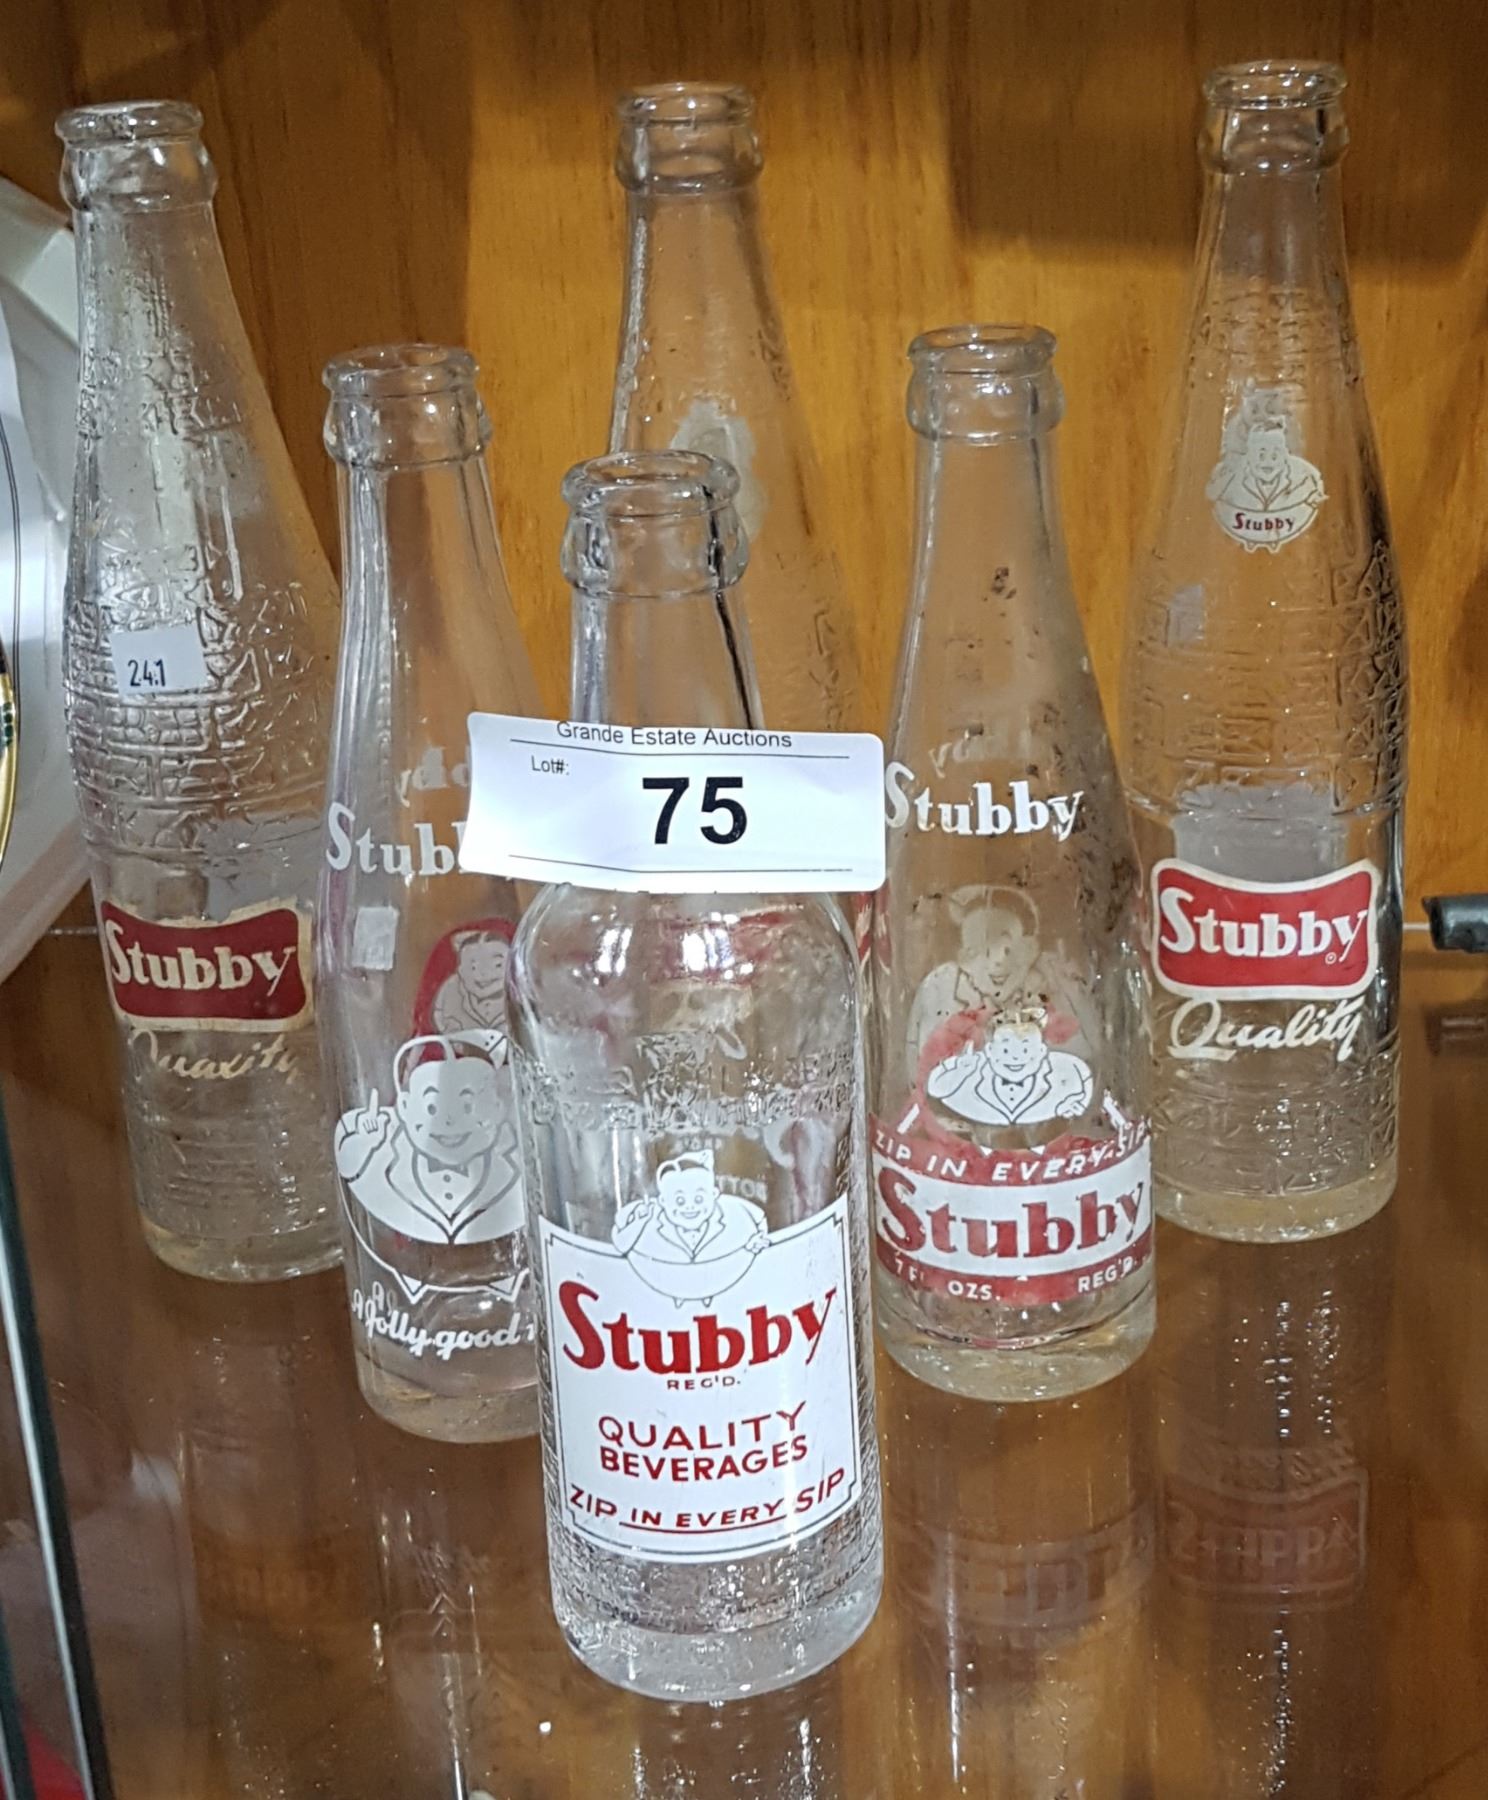 Stubby
24.1
Grande Estate Auctions
Lot#:
75
Stubby
Stubby
Quality
Stubby
Quality
Stubby
ZIP IN EVERY SIP
Stubby
7 FL OZS. REG'D.
A jolly good
Stubby
REG'D.
QUALITY
BEVERAGES
ZIP IN EVERY SIP